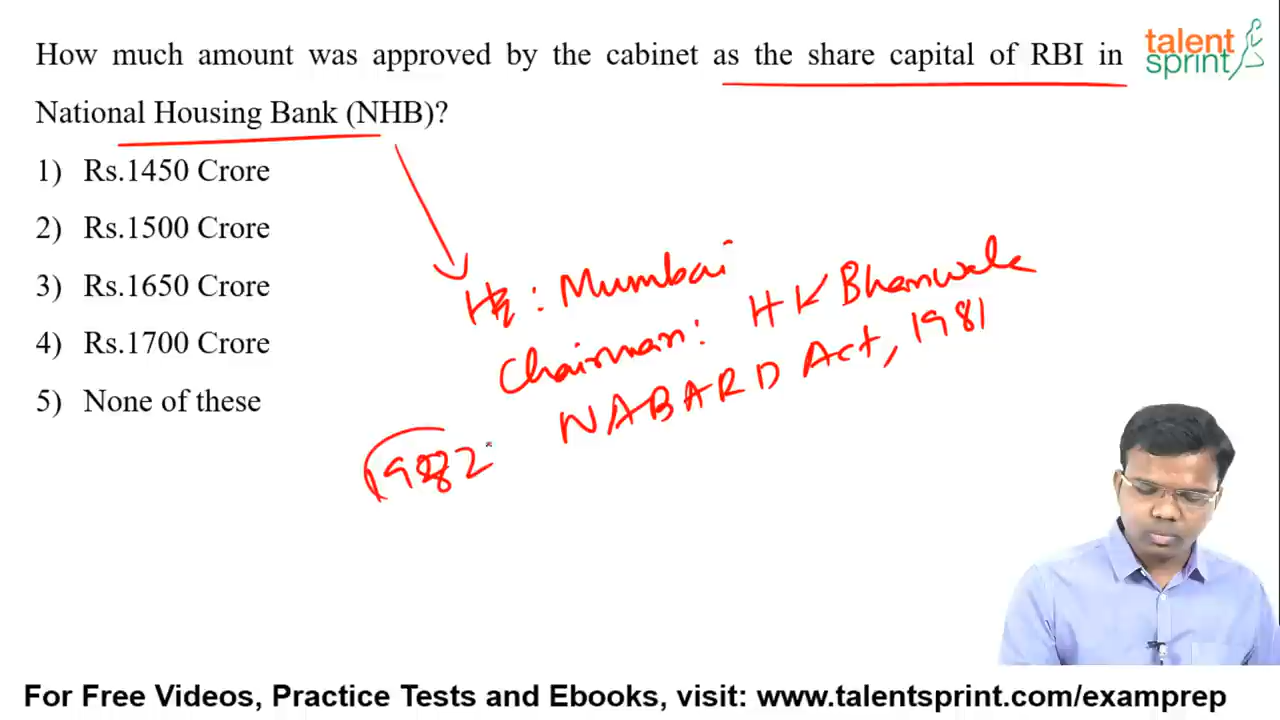 How much amount was approved by the cabinet as the share capital of RBI in
National Housing Bank (NHB)?
1) Rs.1450 Crore
2) Rs.1500 Crore
3) Rs.1650 Crore
4) Rs.1700 Crore
5) None of these
talent
sprint
: Mumbai
Chairman: H K Bhanwala
NABARD Act, 1981
1982
For Free Videos, Practice Tests and Ebooks, visit: www.talentsprint.com/examprep